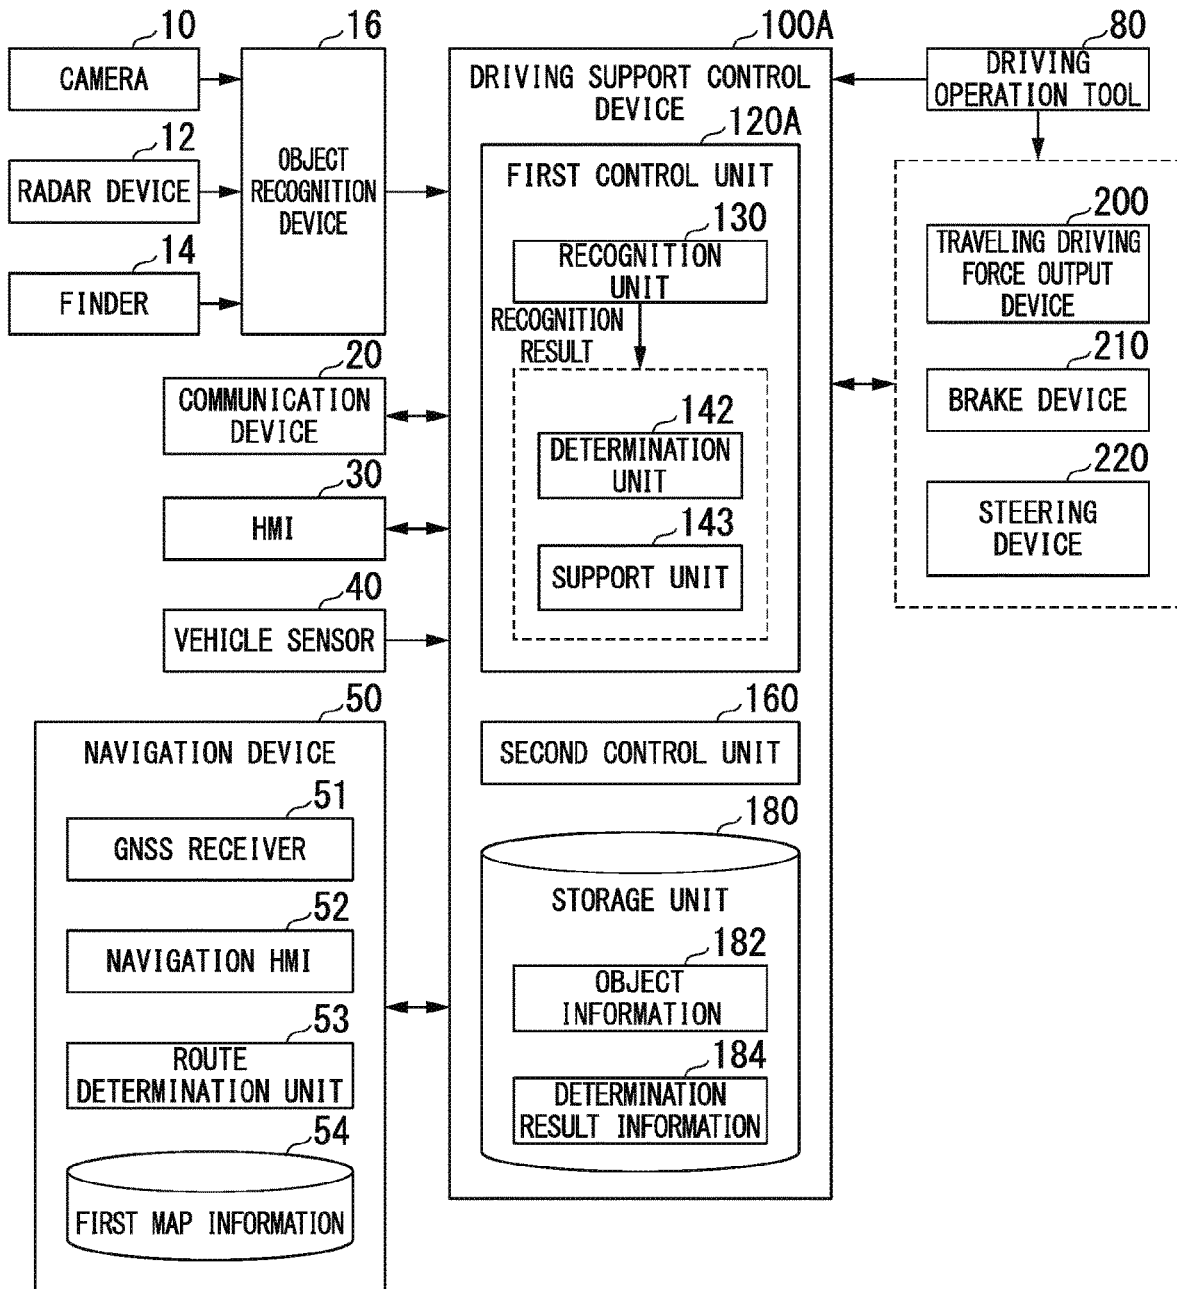 10
CAMERA
12
RADAR DEVICE
14
FINDER
16
OBJECT
RECOGNITION
DEVICE
20
COMMUNICATION
DEVICE
30
HMI
40
VEHICLE SENSOR
50
NAVIGATION DEVICE
51
GNSS RECEIVER
52
NAVIGATION HMI
53
ROUTE
DETERMINATION UNIT
54
FIRST MAP INFORMATION
100A
DRIVING SUPPORT CONTROL
DEVICE
120A
FIRST CONTROL UNIT
130
RECOGNITION
UNIT
RECOGNITION
RESULT
142
DETERMINATION
UNIT
143
SUPPORT UNIT
160
SECOND CONTROL UNIT
180
STORAGE UNIT
182
OBJECT
INFORMATION
184
DETERMINATION
RESULT INFORMATION
80
DRIVING
OPERATION TOOL
200
TRAVELING DRIVING
FORCE OUTPUT
DEVICE
210
BRAKE DEVICE
220
STEERING
DEVICE